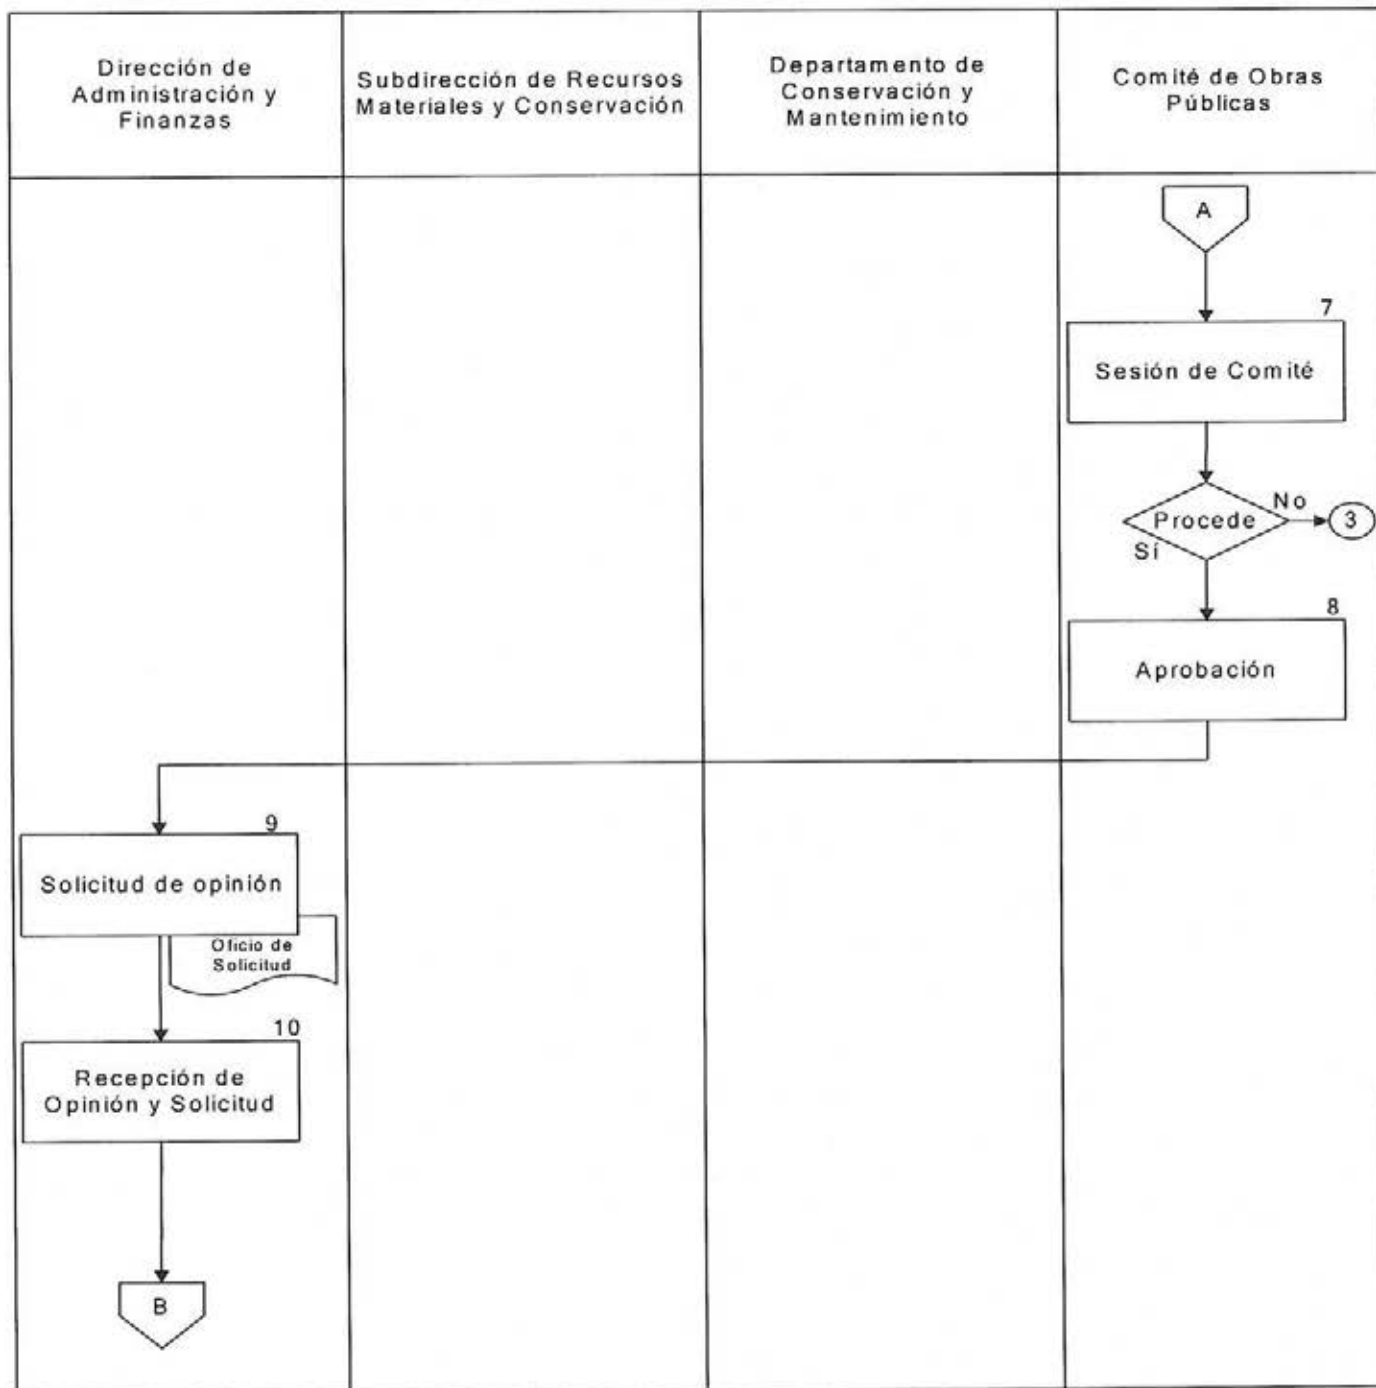 Dirección de
Administración y
Finanzas
Subdirección de Recursos
Materiales y Conservación
Departamento de
Conservación y
Mantenimiento
Comité de Obras
Públicas
A
7
Sesión de Comité
Procede
No
3
Sí
8
Aprobación
9
Solicitud de opinión
Oficio de
Solicitud
10
Recepción de
Opinión y Solicitud
B